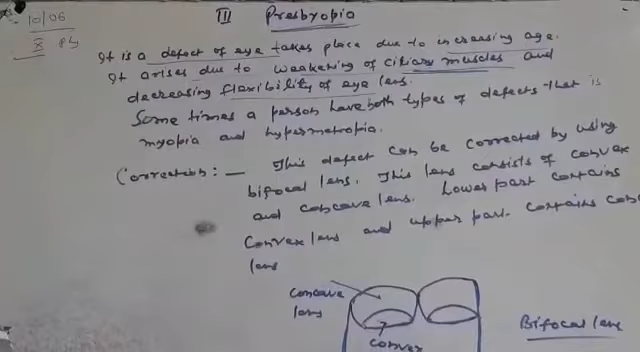 10/06
X Ph
III Presbyopia
It is a defect of eye takes place due to increasing age.
It arises due to weakening of ciliary muscles and
decreasing flaxibility of eye lens.
Some times a person have both types of defects that is
myopia and hypermetropia.
Correction: — This defect can be corrected by using
bifocal lens. This lens consists of convex
and concave lens. Lower part contains
convex lens and upper part contains conc
lens
concave
lens
convex
Bifocal lens